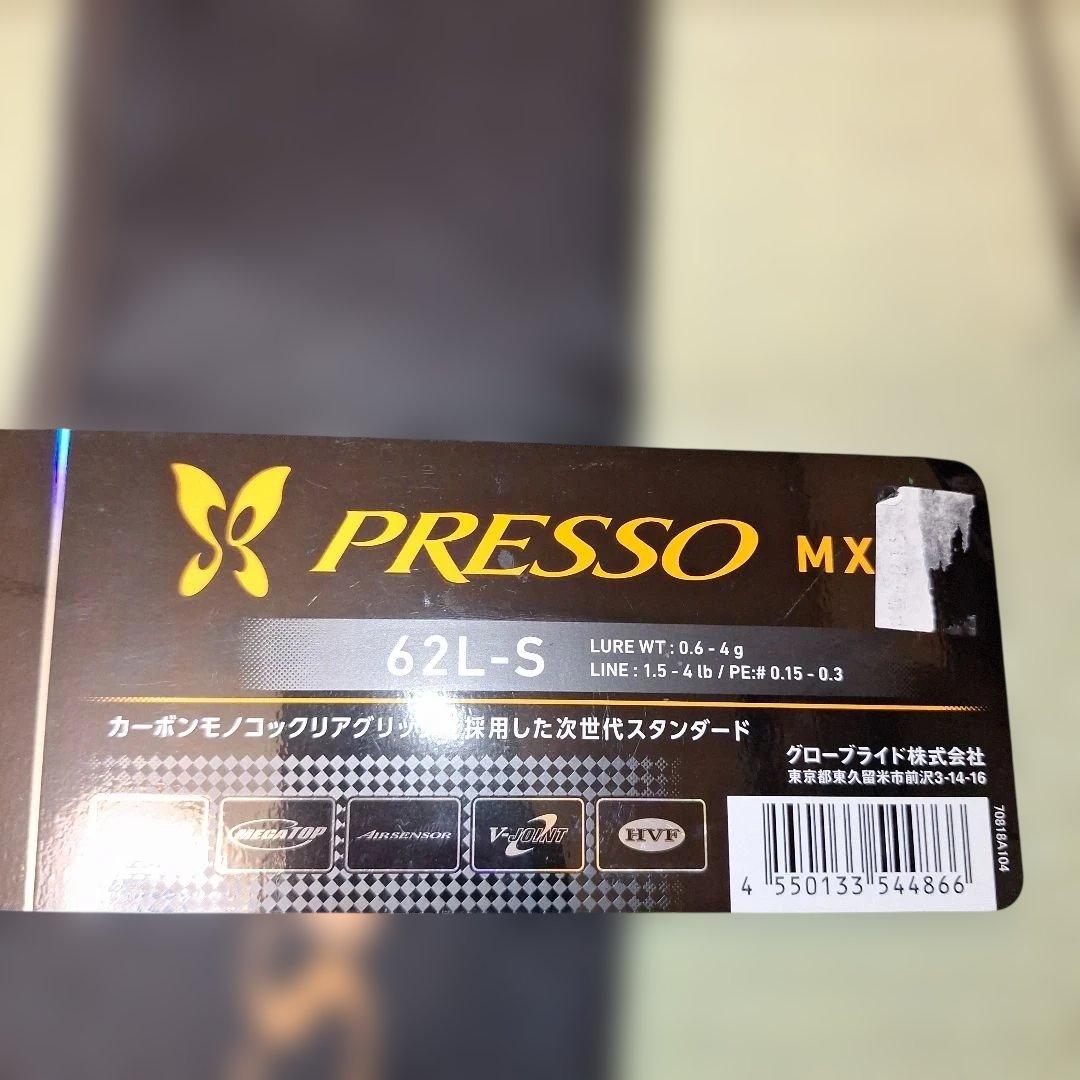 PRESSO MX
62L-S
LURE WT : 0.6 - 4 g
LINE : 1.5 - 4 lb / PE:# 0.15 - 0.3
カーボンモノコックリアグリップ 採用した次世代スタンダード
グローブライド株式会社
東京都東久留米市前沢3-14-16
MEGATOP
AIRSENSOR
V-JOINT
HVF
4 550133 544866
70818A104